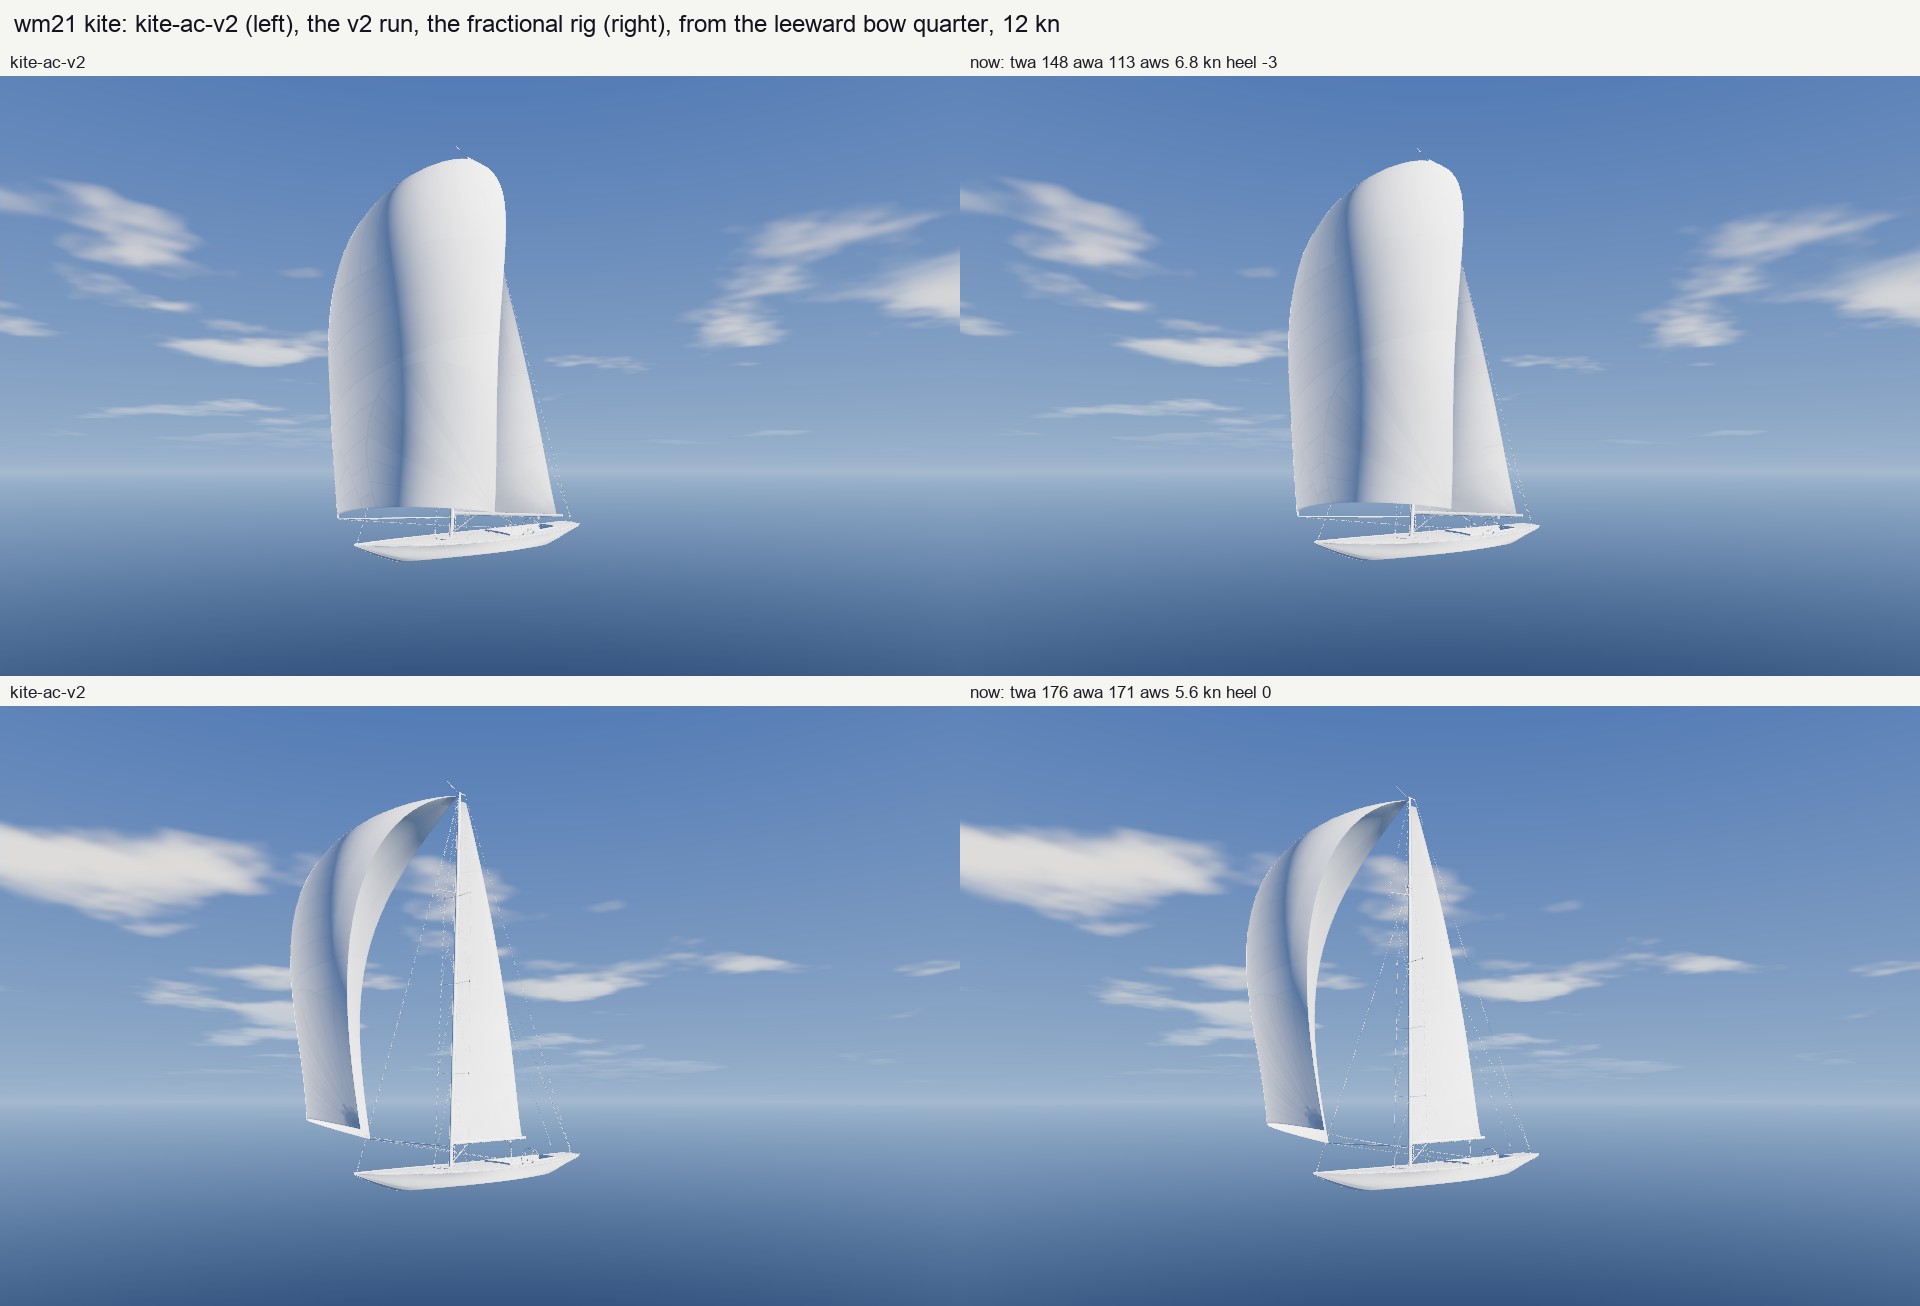 wm21 kite: kite-ac-v2 (left), the v2 run, the fractional rig (right), from the leeward bow quarter, 12 kn
kite-ac-v2
now: twa 148 awa 113 aws 6.8 kn heel -3
kite-ac-v2
now: twa 176 awa 171 aws 5.6 kn heel 0